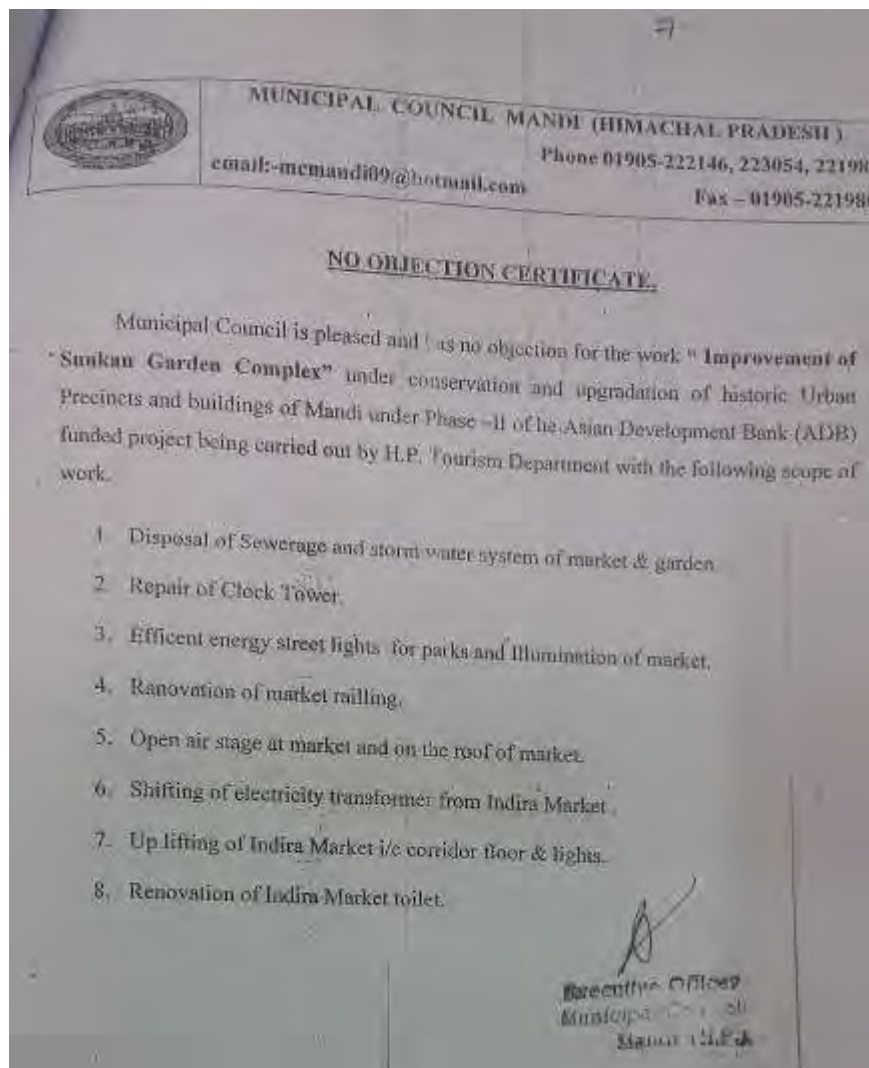 7
MUNICIPAL COUNCIL MANDI (HIMACHAL PRADESH )
Phone 01905-222146, 223054, 22198
email:-mcmandi09@hotmail.com
Fax – 01905-22198
NO OBJECTION CERTIFICATE.
Municipal Council is pleased and as no objection for the work " Improvement of
Sunkan Garden Complex" under conservation and upgradation of historic Urban
Precincts and buildings of Mandi under Phase –II of he Asian Development Bank (ADB)
funded project being carried out by H.P. Tourism Department with the following scope of
work.
1. Disposal of Sewerage and storm water system of market & garden
2. Repair of Clock Tower.
3. Efficent energy street lights for parks and Illumination of market.
4. Ranovation of market railling.
5. Open air stage at market and on the roof of market.
6. Shifting of electricity transformer from Indira Market .
7. Up lifting of Indira Market i/c corridor floor & lights.
8. Renovation of Indira Market toilet.
Executive Officer
Municipal
Mandi